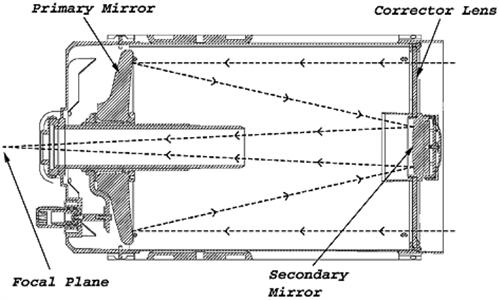 Primary Mirror
Corrector Lens
Focal Plane
Secondary
Mirror